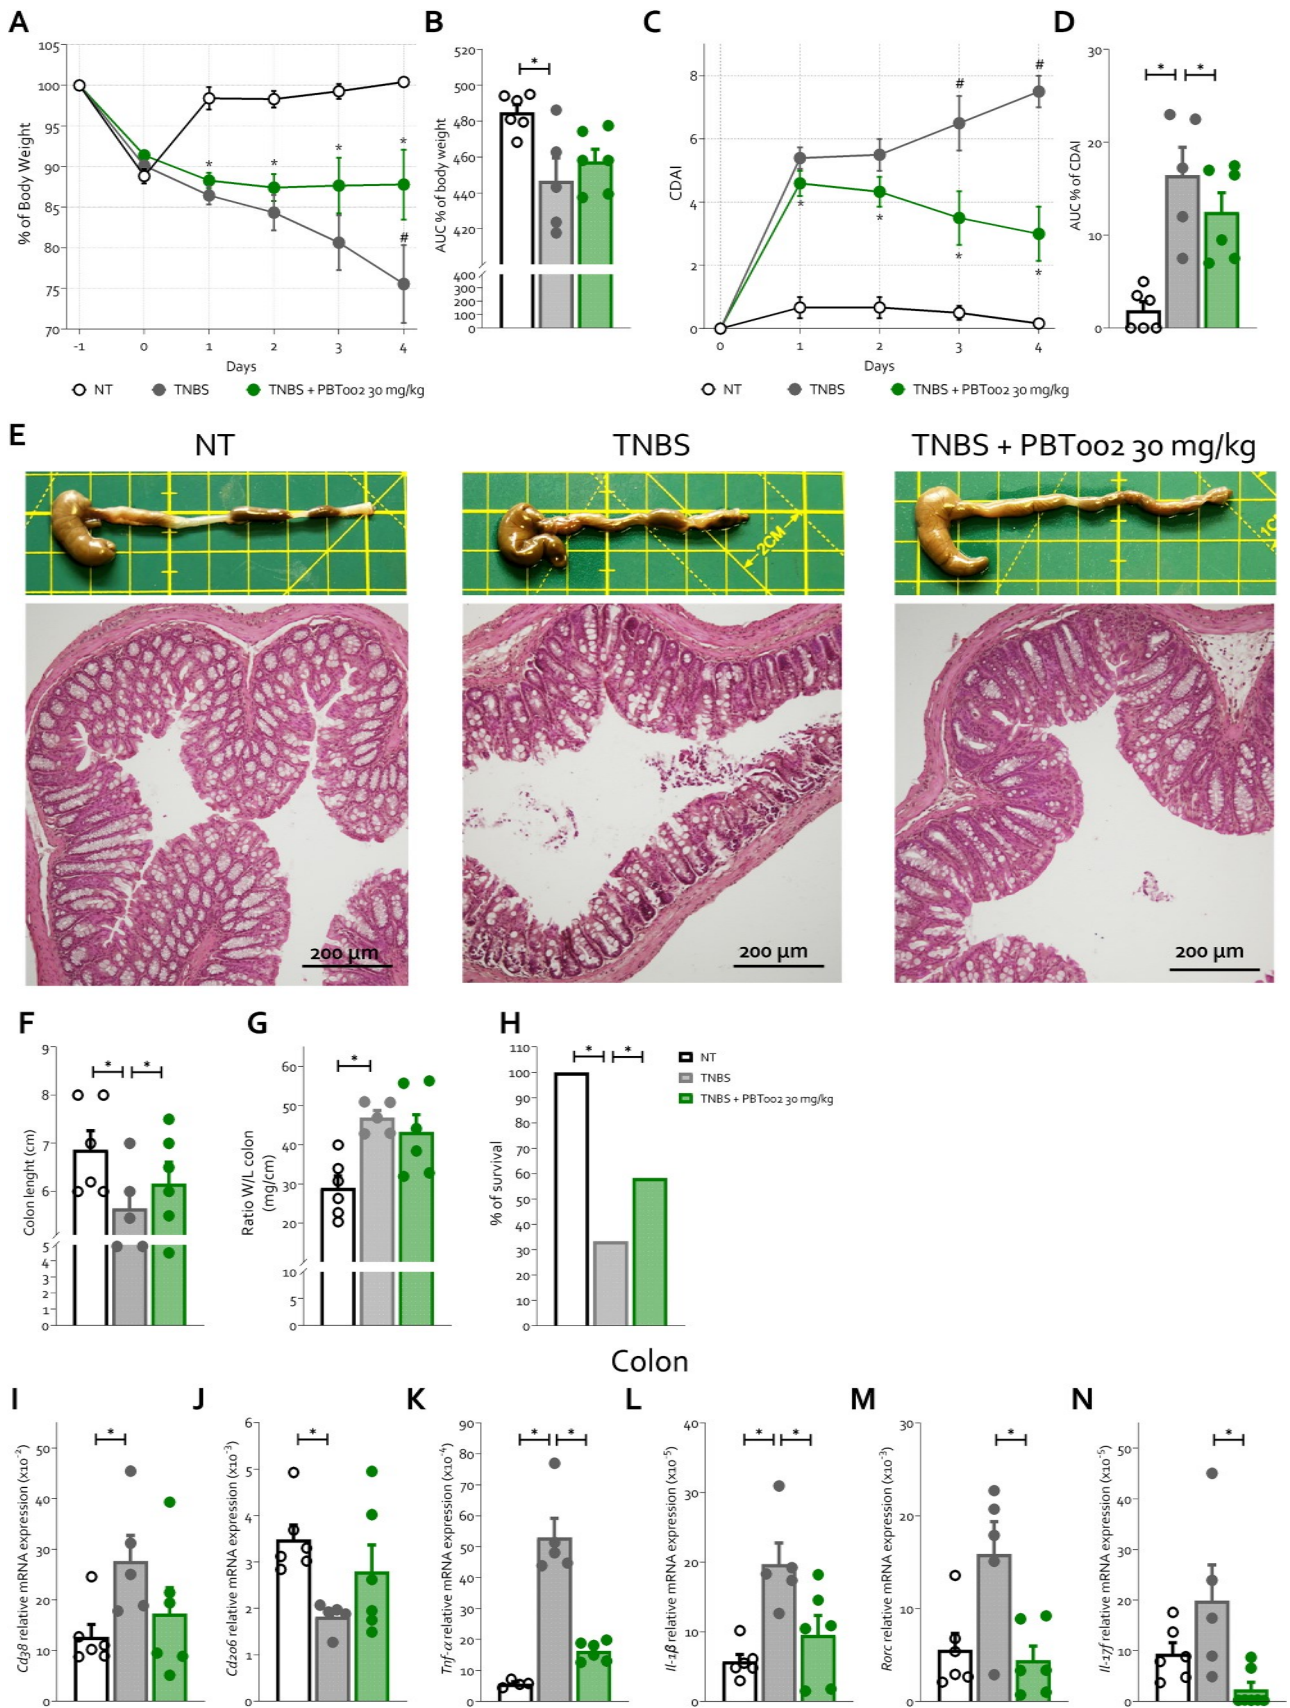 A
B
C
D
% of Body Weight
105
100
95
90
85
80
75
70
-1
0
1
2
3
4
Days
*
*
*
*
#
NT
TNBS
TNBS + PBT002 30 mg/kg
AUC % of body weight
520
500
480
460
440
420
400
300
200
100
0
*
CDAI
8
6
4
2
0
0
1
2
3
4
Days
#
#
*
*
*
*
NT
TNBS
TNBS + PBT002 30 mg/kg
AUC % of CDAI
30
20
10
0
*
*
E
NT
TNBS
TNBS + PBT002 30 mg/kg
2CM
200 µm
200 µm
200 µm
F
G
H
Colon lenght (cm)
9
8
7
6
5
4
3
2
1
0
*
*
Ratio W/L colon
(mg/cm)
60
50
40
30
20
10
5
0
*
% of survival
110
100
90
80
70
60
50
40
30
20
10
0
*
*
NT
TNBS
TNBS + PBT002 30 mg/kg
Colon
I
J
K
L
M
N
Cd38 relative mRNA expression (x10-2)
50
40
30
20
10
0
*
Cd206 relative mRNA expression (x10-3)
6
5
4
3
2
1
0
*
Tnf-α relative mRNA expression (x10-4)
90
80
70
60
50
40
30
20
10
0
*
*
Il-1β relative mRNA expression (x10-5)
40
30
20
10
0
*
*
Rorc relative mRNA expression (x10-3)
30
20
10
0
*
Il-17f relative mRNA expression (x10-5)
50
40
30
20
10
0
*